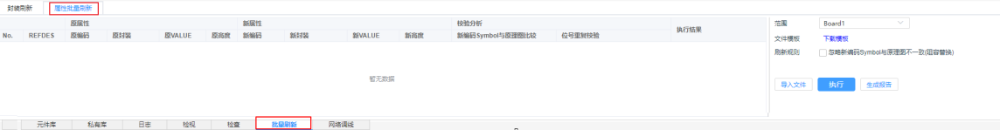 封装刷新 属性批量刷新
原属性 新属性 校验分析 执行结果
No. REFDES 原编码 原封装 原VALUE 原高度 新编码 新封装 新VALUE 新高度 新编码Symbol与原理图比较 位号重复校验
暂无数据
范围 Board1
文件模板 下载模板
刷新规则 忽略新编码Symbol与原理图不一致(阻容替换)
导入文件 执行 生成报告
元件库 私有库 日志 检视 检查 批量刷新 网络调线